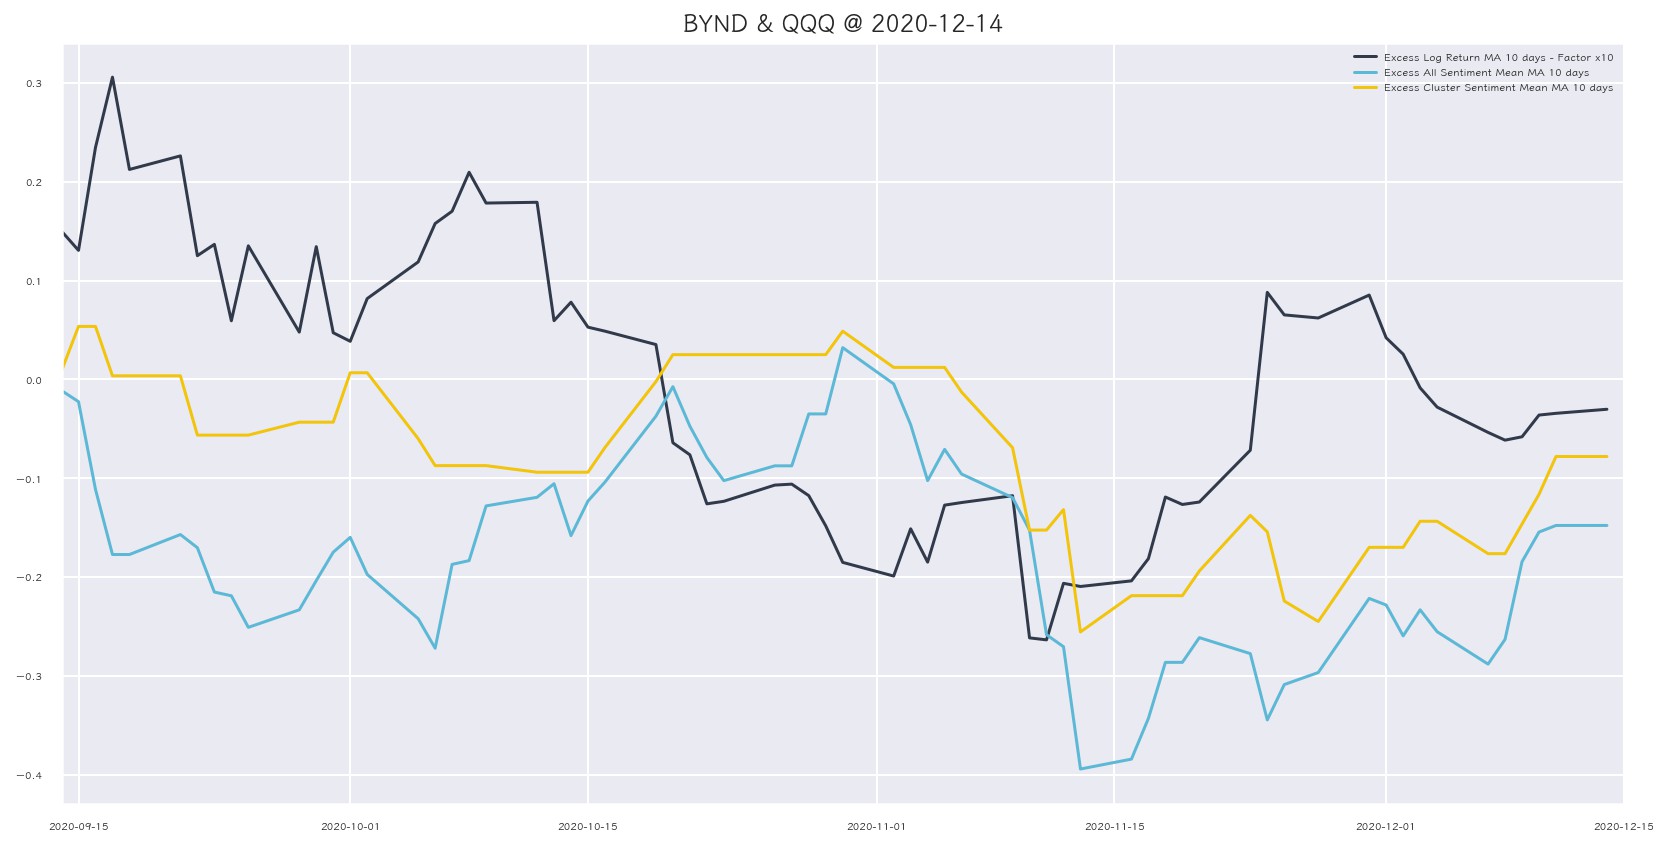 BYND & QQQ @ 2020-12-14
Excess Log Return MA 10 days - Factor x10
Excess All Sentiment Mean MA 10 days
Excess Cluster Sentiment Mean MA 10 days
0.3
0.2
0.1
0.0
−0.1
−0.2
−0.3
−0.4
2020-09-15 2020-10-01 2020-10-15 2020-11-01 2020-11-15 2020-12-01 2020-12-15